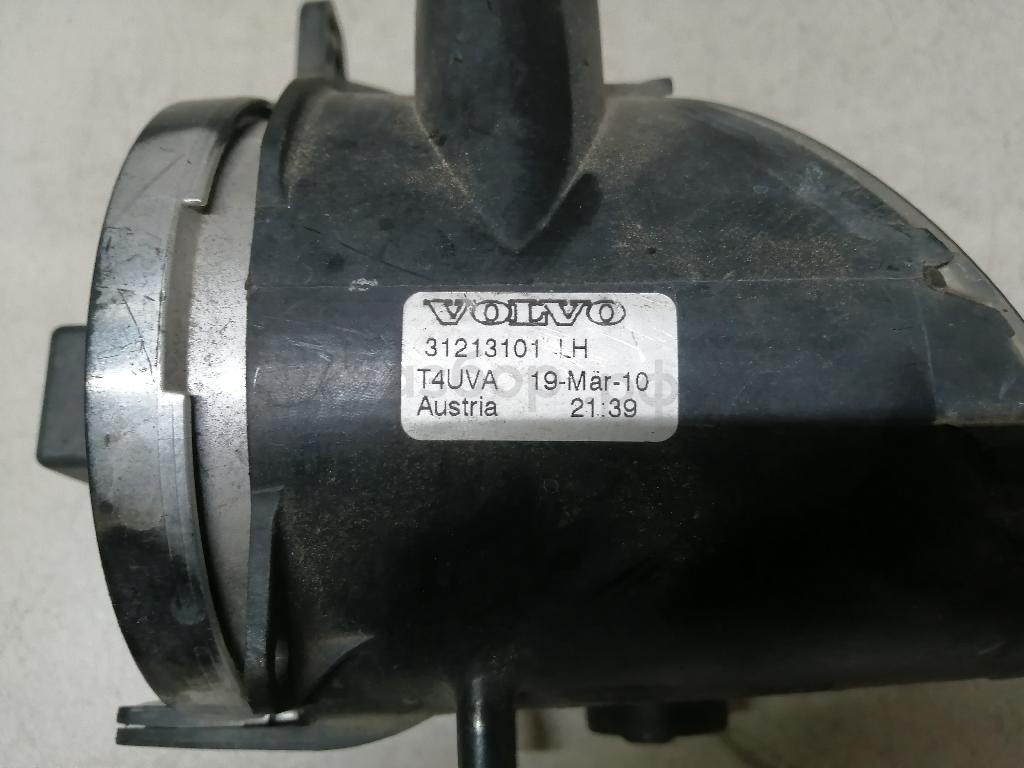 VOLVO
31213101 LH
T4UVA 19-Mär-10
Austria 21:39